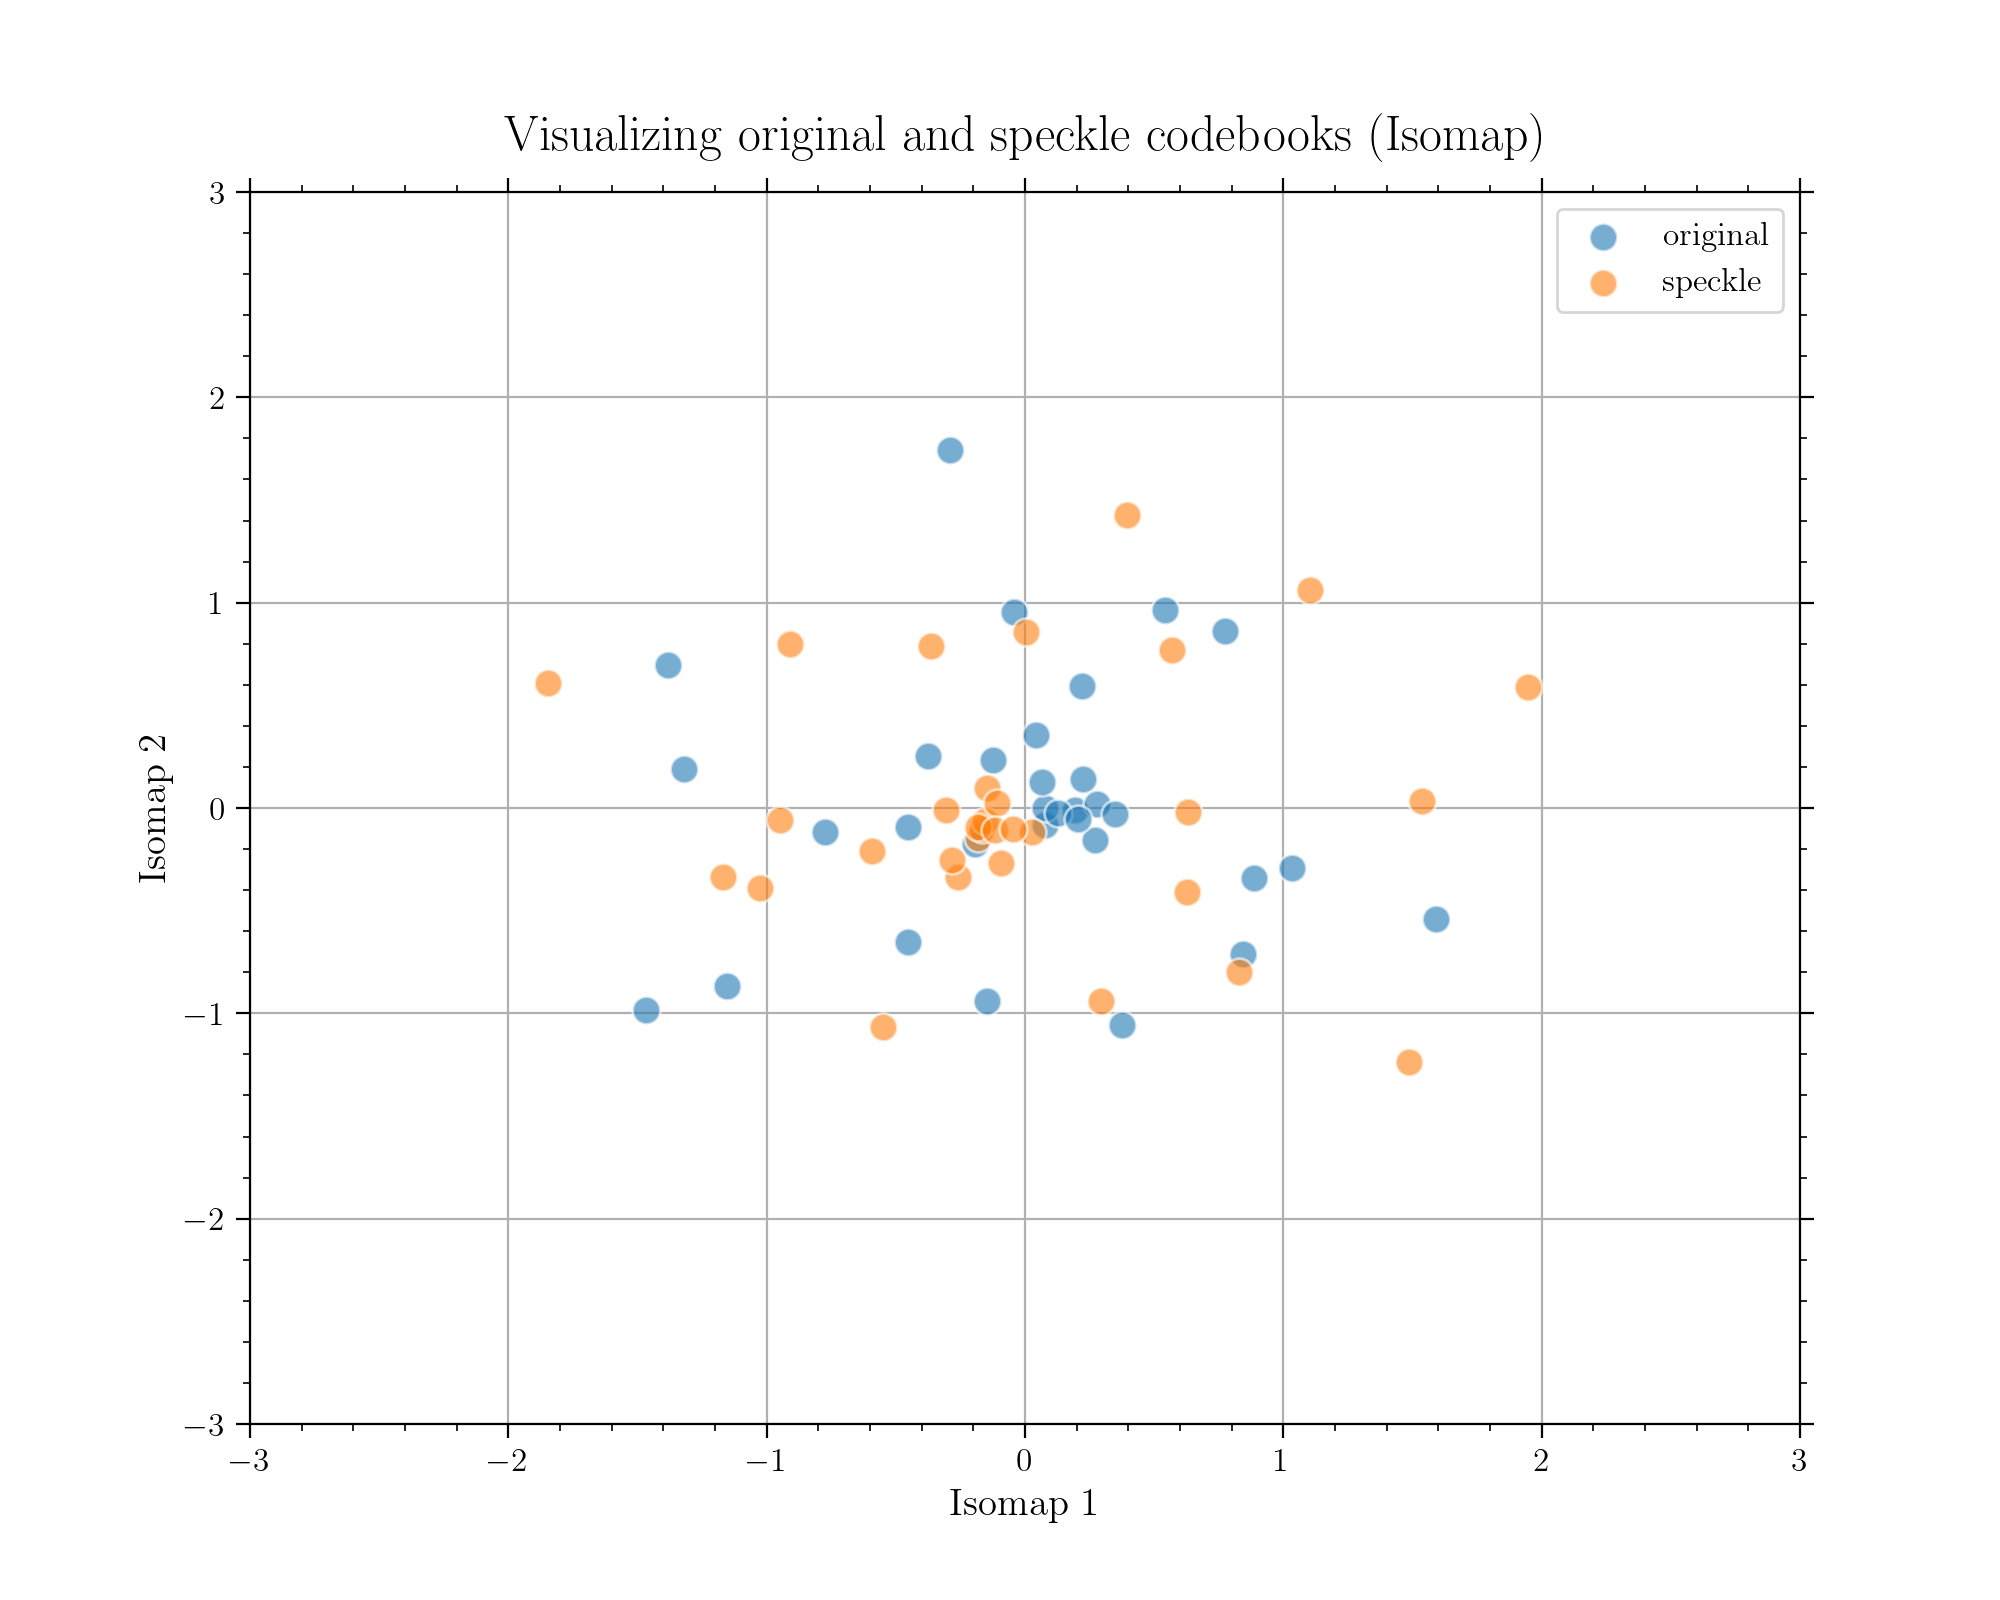 Visualizing original and speckle codebooks (Isomap)
original
speckle
3
2
1
0
−1
−2
−3
Isomap 2
−3
−2
−1
0
1
2
3
Isomap 1